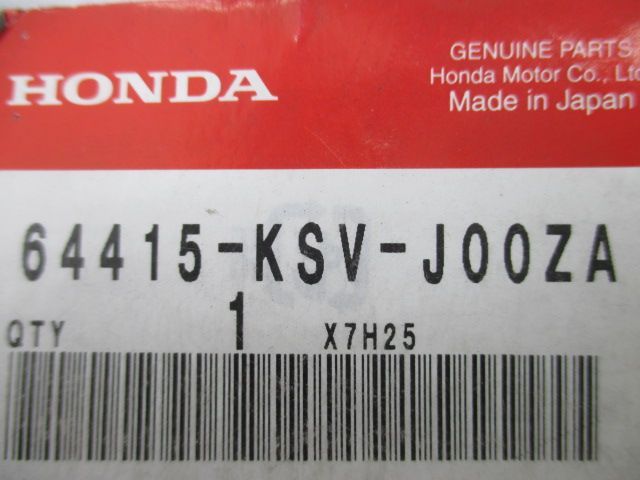 HONDA
GENUINE PARTS
Honda Motor Co., Ltd
Made in Japan
64415-KSV-J00ZA
QTY 1 X7H25